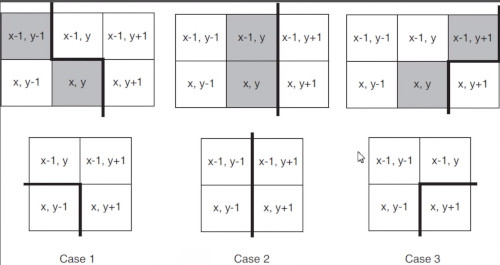 x-1, y-1 x-1, y x-1, y+1 x-1, y-1 x-1, y x-1, y+1 x-1, y-1 x-1, y x-1, y+1
x, y-1 x, y x, y+1 x, y-1 x, y x, y+1 x, y-1 x, y x, y+1
x-1, y x-1, y+1 x-1, y x-1, y+1 x-1, y-1 x-1, y
x, y-1 x, y+1 x, y-1 x, y+1 x, y-1 x, y+1
Case 1 Case 2 Case 3